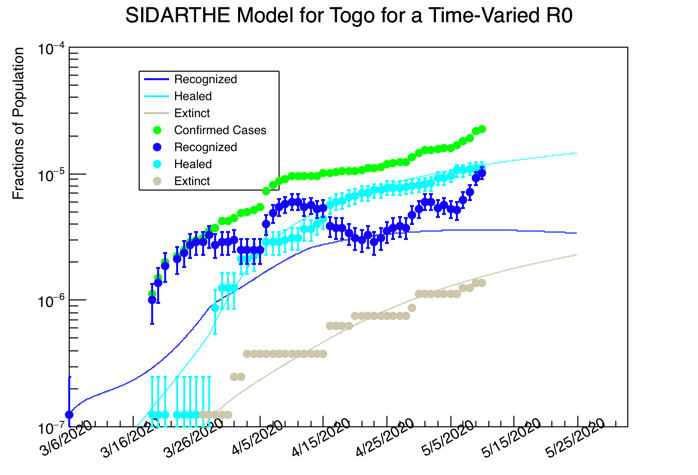 SIDARTHE Model for Togo for a Time-Varied R0
Fractions of Population
10⁻⁴
Recognized
Healed
Extinct
Confirmed Cases
Recognized
Healed
Extinct
10⁻⁵
10⁻⁶
10⁻⁷
3/6/2020 3/16/2020 3/26/2020 4/5/2020 4/15/2020 4/25/2020 5/5/2020 5/15/2020 5/25/2020